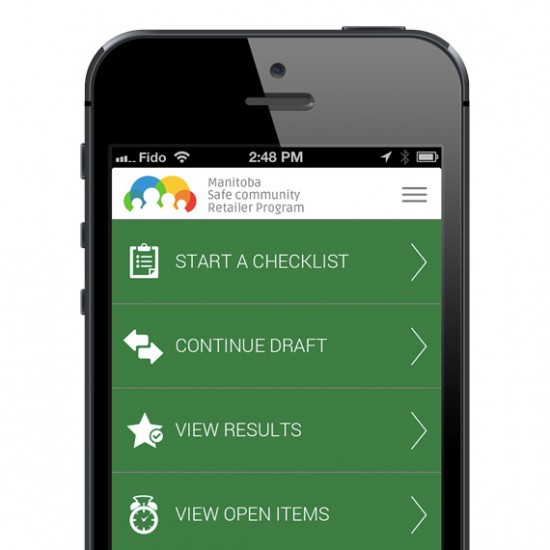 Fido 2:48 PM
Manitoba
Safe community
Retailer Program
START A CHECKLIST
CONTINUE DRAFT
VIEW RESULTS
VIEW OPEN ITEMS